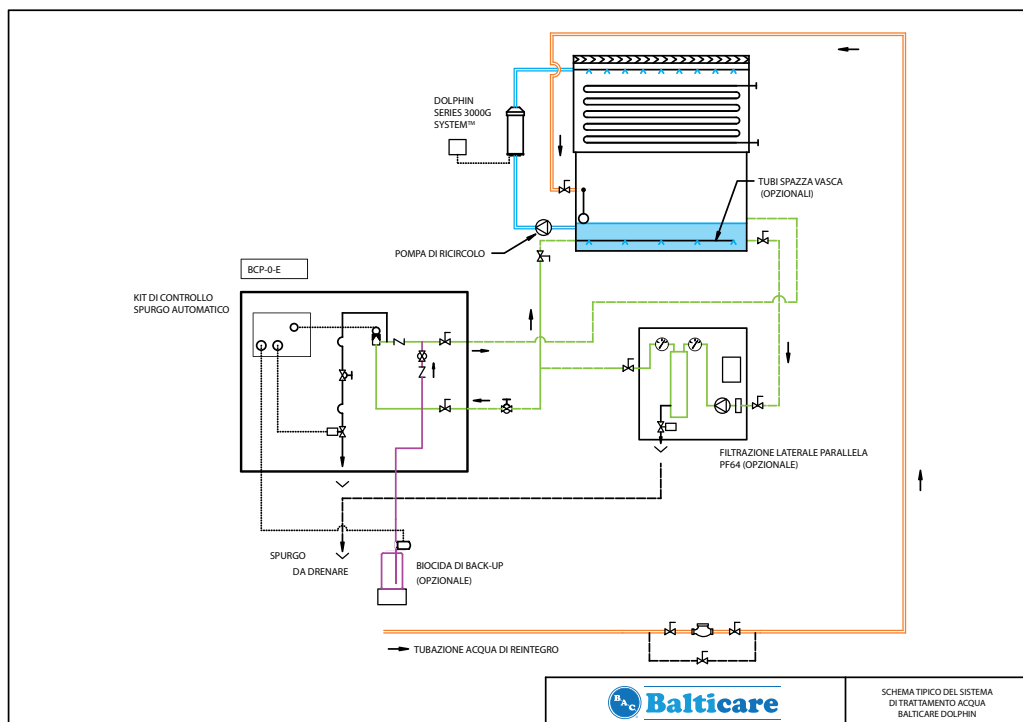 DOLPHIN
SERIES 3000G
SYSTEM™
TUBI SPAZZA VASCA
(OPZIONALI)
POMPA DI RICIRCOLO
BCP-0-E
KIT DI CONTROLLO
SPURGO AUTOMATICO
FILTRAZIONE LATERALE PARALLELA
PF64 (OPZIONALE)
SPURGO
DA DRENARE
BIOCIDA DI BACK-UP
(OPZIONALE)
TUBAZIONE ACQUA DI REINTEGRO
B.A.C. Balticare
SCHEMA TIPICO DEL SISTEMA
DI TRATTAMENTO ACQUA
BALTICARE DOLPHIN